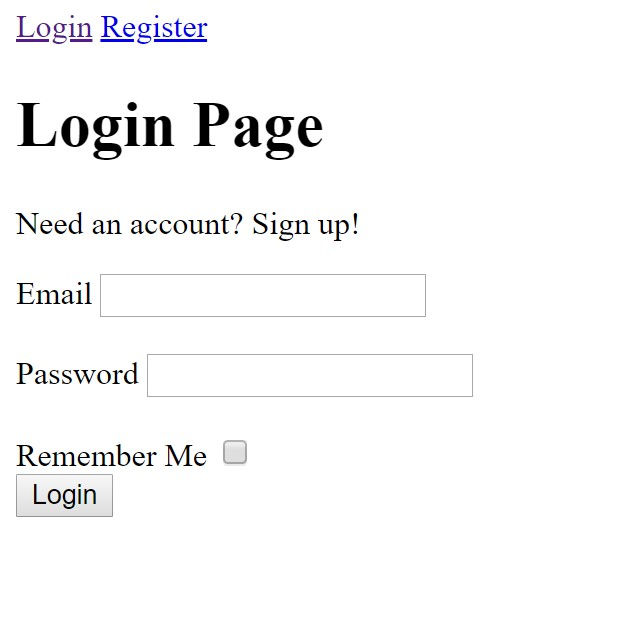 Login Register
Login Page
Need an account? Sign up!
Email
Password
Remember Me
Login